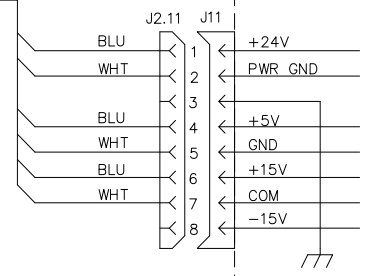 J2.11 J11
BLU 1 +24V
WHT 2 PWR GND
3
BLU 4 +5V
WHT 5 GND
BLU 6 +15V
WHT 7 COM
8 -15V